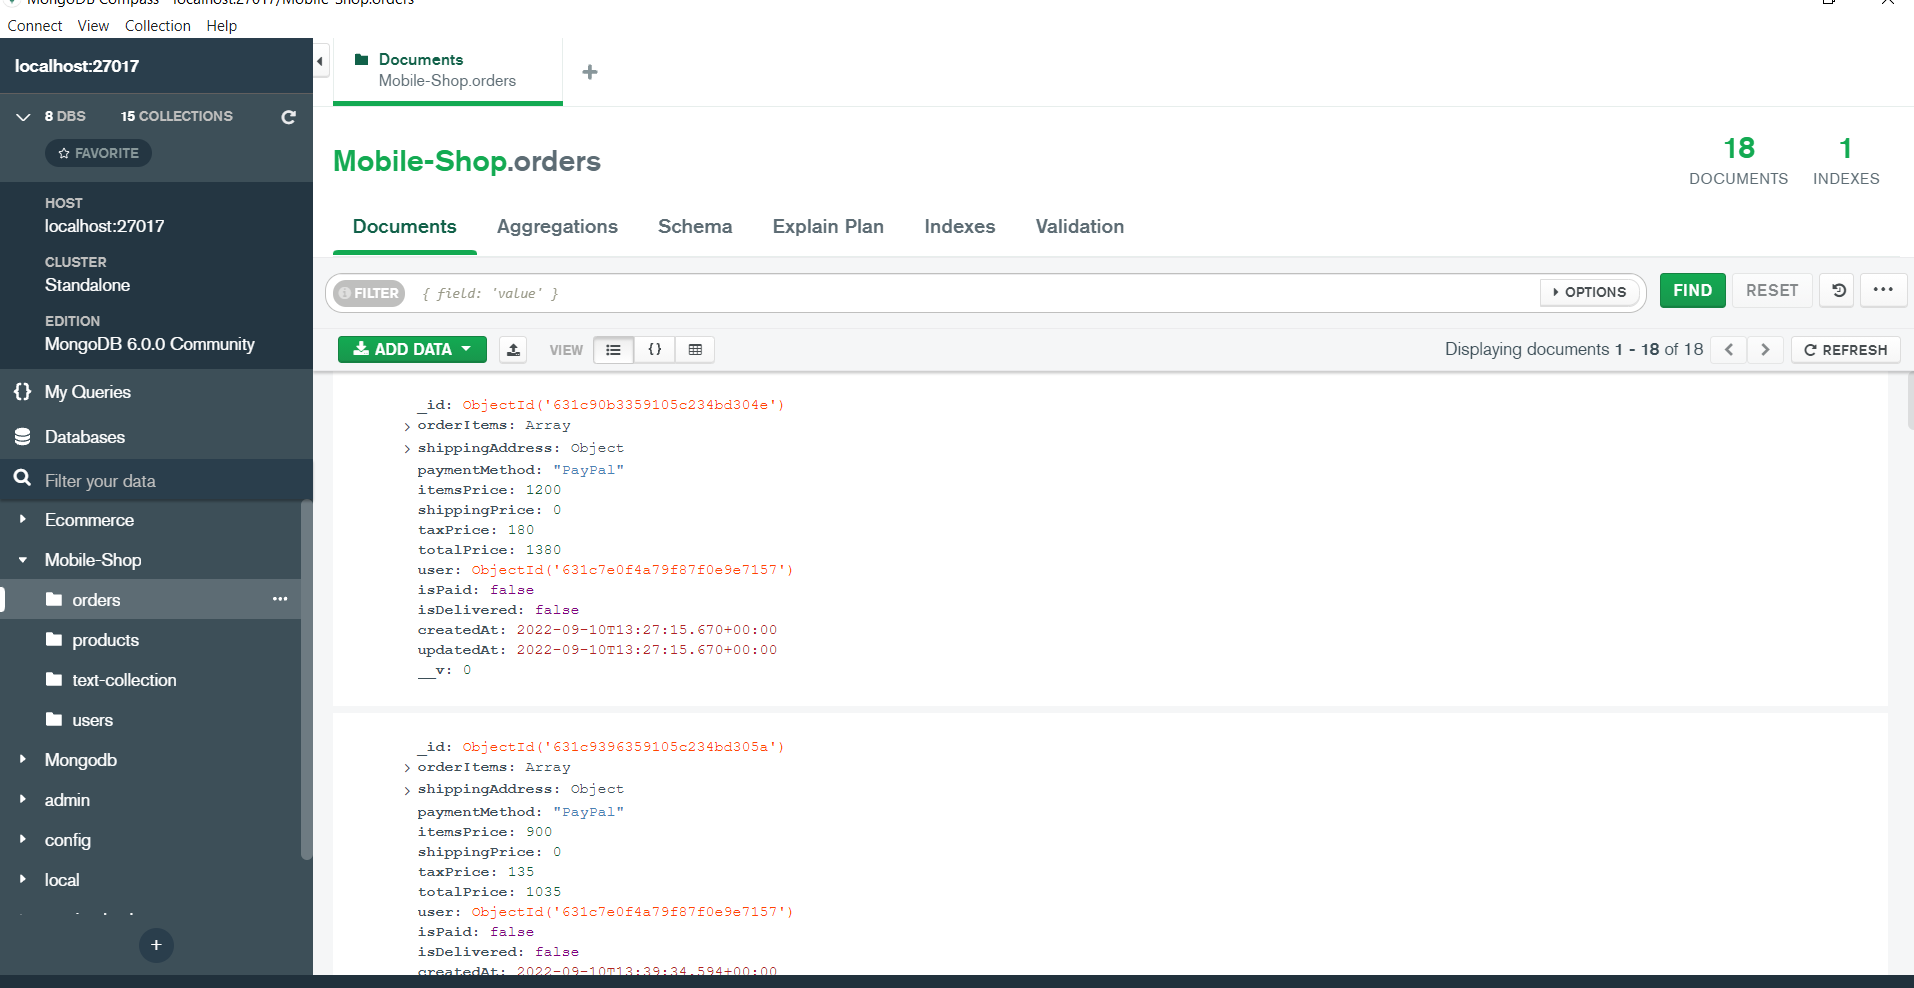 MongoDB Compass - localhost:27017/Mobile-Shop.orders
Connect View Collection Help
localhost:27017
8 DBS 15 COLLECTIONS
FAVORITE
HOST
localhost:27017
CLUSTER
Standalone
EDITION
MongoDB 6.0.0 Community
My Queries
Databases
Filter your data
Ecommerce
Mobile-Shop
orders
products
text-collection
users
Mongodb
admin
config
local
Documents
Mobile-Shop.orders
Mobile-Shop.orders
18 DOCUMENTS
1 INDEXES
Documents Aggregations Schema Explain Plan Indexes Validation
FILTER { field: 'value' } OPTIONS FIND RESET
ADD DATA VIEW { } Displaying documents 1 - 18 of 18 REFRESH
_id: ObjectId('631c90b3359105c234bd304e')
orderItems: Array
shippingAddress: Object
paymentMethod: "PayPal"
itemsPrice: 1200
shippingPrice: 0
taxPrice: 180
totalPrice: 1380
user: ObjectId('631c7e0f4a79f87f0e9e7157')
isPaid: false
isDelivered: false
createdAt: 2022-09-10T13:27:15.670+00:00
updatedAt: 2022-09-10T13:27:15.670+00:00
__v: 0
_id: ObjectId('631c9396359105c234bd305a')
orderItems: Array
shippingAddress: Object
paymentMethod: "PayPal"
itemsPrice: 900
shippingPrice: 0
taxPrice: 135
totalPrice: 1035
user: ObjectId('631c7e0f4a79f87f0e9e7157')
isPaid: false
isDelivered: false
createdAt: 2022-09-10T13:39:34.594+00:00